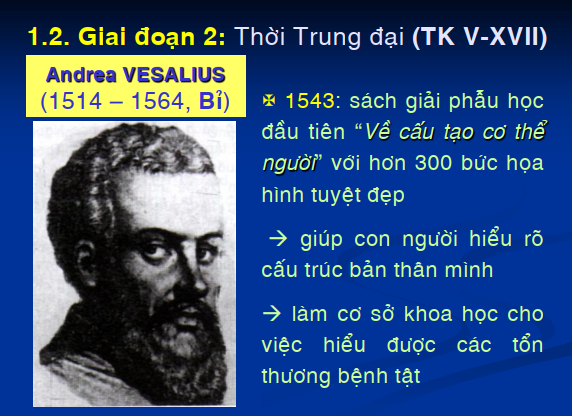 1.2. Giai đoạn 2: Thời Trung đại (TK V-XVII)
Andrea VESALIUS
(1514 – 1564, Bỉ)
✠ 1543: sách giải phẫu học
đầu tiên “Về cấu tạo cơ thể
người” với hơn 300 bức họa
hình tuyệt đẹp
→ giúp con người hiểu rõ
cấu trúc bản thân mình
→ làm cơ sở khoa học cho
việc hiểu được các tổn
thương bệnh tật